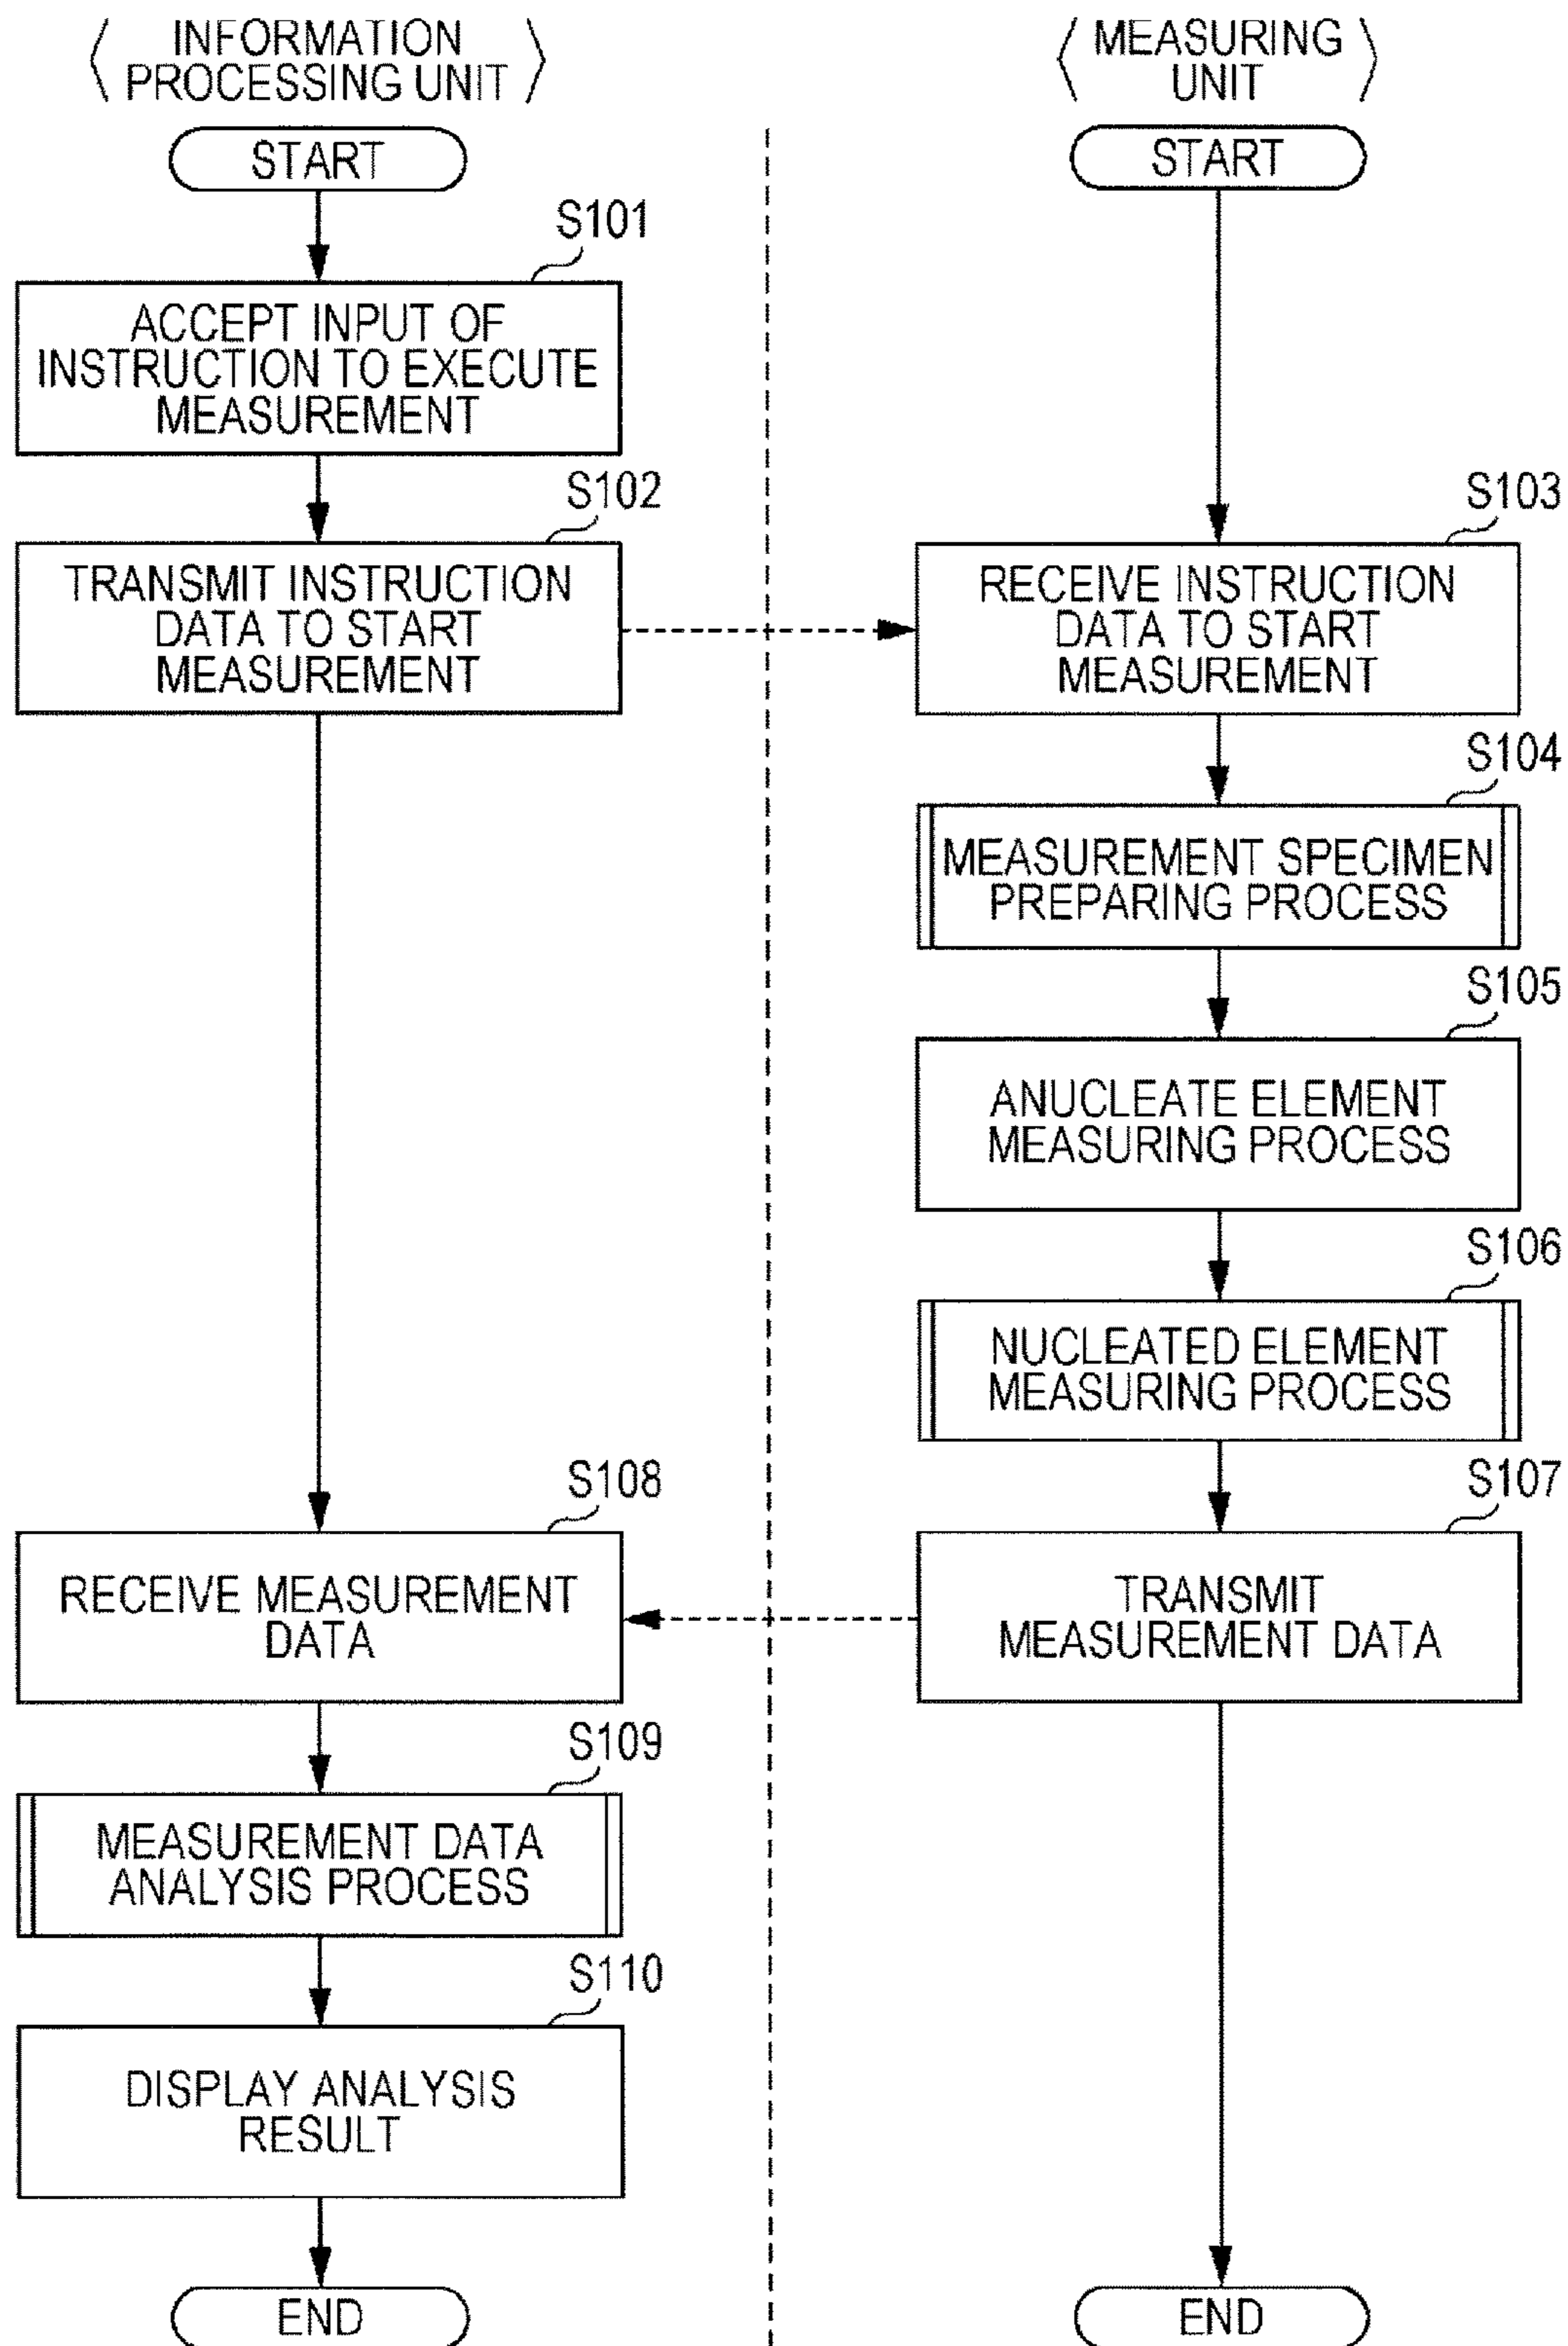 INFORMATION
PROCESSING UNIT
START
S101
ACCEPT INPUT OF
INSTRUCTION TO EXECUTE
MEASUREMENT
S102
TRANSMIT INSTRUCTION
DATA TO START
MEASUREMENT
S108
RECEIVE MEASUREMENT
DATA
S109
MEASUREMENT DATA
ANALYSIS PROCESS
S110
DISPLAY ANALYSIS
RESULT
END
MEASURING
UNIT
START
S103
RECEIVE INSTRUCTION
DATA TO START
MEASUREMENT
S104
MEASUREMENT SPECIMEN
PREPARING PROCESS
S105
ANUCLEATE ELEMENT
MEASURING PROCESS
S106
NUCLEATED ELEMENT
MEASURING PROCESS
S107
TRANSMIT
MEASUREMENT DATA
END